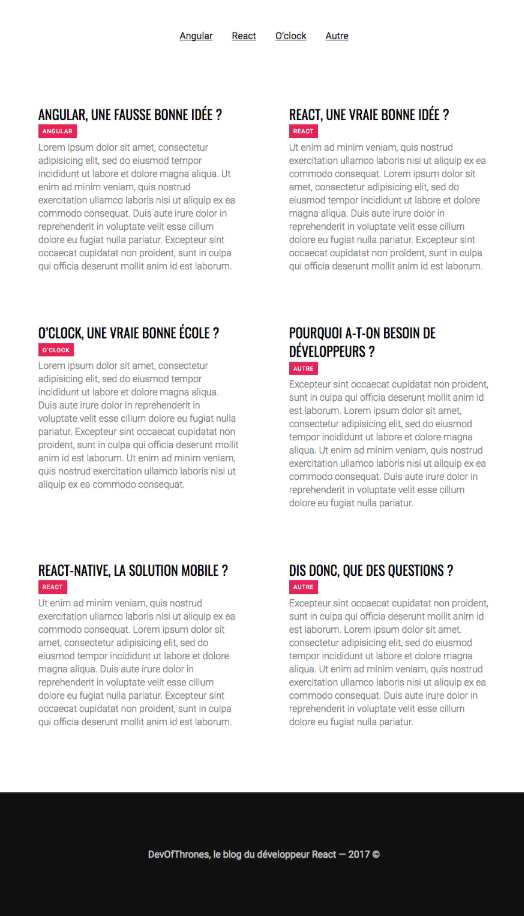 Angular React O'clock Autre
ANGULAR, UNE FAUSSE BONNE IDÉE ?
ANGULAR
Lorem ipsum dolor sit amet, consectetur
adipisicing elit, sed do eiusmod tempor
incididunt ut labore et dolore magna aliqua. Ut
enim ad minim veniam, quis nostrud
exercitation ullamco laboris nisi ut aliquip ex ea
commodo consequat. Duis aute irure dolor in
reprehenderit in voluptate velit esse cillum
dolore eu fugiat nulla pariatur. Excepteur sint
occaecat cupidatat non proident, sunt in culpa
qui officia deserunt mollit anim id est laborum.
REACT, UNE VRAIE BONNE IDÉE ?
REACT
Ut enim ad minim veniam, quis nostrud
exercitation ullamco laboris nisi ut aliquip ex ea
commodo consequat. Lorem ipsum dolor sit
amet, consectetur adipisicing elit, sed do
eiusmod tempor incididunt ut labore et dolore
magna aliqua. Duis aute irure dolor in
reprehenderit in voluptate velit esse cillum
dolore eu fugiat nulla pariatur. Excepteur sint
occaecat cupidatat non proident, sunt in culpa
qui officia deserunt mollit anim id est laborum.
O'CLOCK, UNE VRAIE BONNE ÉCOLE ?
O'CLOCK
Lorem ipsum dolor sit amet, consectetur
adipisicing elit, sed do eiusmod tempor
incididunt ut labore et dolore magna aliqua.
Duis aute irure dolor in reprehenderit in
voluptate velit esse cillum dolore eu fugiat nulla
pariatur. Excepteur sint occaecat cupidatat non
proident, sunt in culpa qui officia deserunt mollit
anim id est laborum. Ut enim ad minim veniam,
quis nostrud exercitation ullamco laboris nisi ut
aliquip ex ea commodo consequat.
POURQUOI A-T-ON BESOIN DE
DÉVELOPPEURS ?
AUTRE
Excepteur sint occaecat cupidatat non proident,
sunt in culpa qui officia deserunt mollit anim id
est laborum. Lorem ipsum dolor sit amet,
consectetur adipisicing elit, sed do eiusmod
tempor incididunt ut labore et dolore magna
aliqua. Ut enim ad minim veniam, quis nostrud
exercitation ullamco laboris nisi ut aliquip ex ea
commodo consequat. Duis aute irure dolor in
reprehenderit in voluptate velit esse cillum
dolore eu fugiat nulla pariatur.
REACT-NATIVE, LA SOLUTION MOBILE ?
REACT
Ut enim ad minim veniam, quis nostrud
exercitation ullamco laboris nisi ut aliquip ex ea
commodo consequat. Lorem ipsum dolor sit
amet, consectetur adipisicing elit, sed do
eiusmod tempor incididunt ut labore et dolore
magna aliqua. Duis aute irure dolor in
reprehenderit in voluptate velit esse cillum
dolore eu fugiat nulla pariatur. Excepteur sint
occaecat cupidatat non proident, sunt in culpa
qui officia deserunt mollit anim id est laborum.
DIS DONC, QUE DES QUESTIONS ?
AUTRE
Excepteur sint occaecat cupidatat non proident,
sunt in culpa qui officia deserunt mollit anim id
est laborum. Lorem ipsum dolor sit amet,
consectetur adipisicing elit, sed do eiusmod
tempor incididunt ut labore et dolore magna
aliqua. Ut enim ad minim veniam, quis nostrud
exercitation ullamco laboris nisi ut aliquip ex ea
commodo consequat. Duis aute irure dolor in
reprehenderit in voluptate velit esse cillum
dolore eu fugiat nulla pariatur.
DevOfThrones, le blog du développeur React — 2017 ©